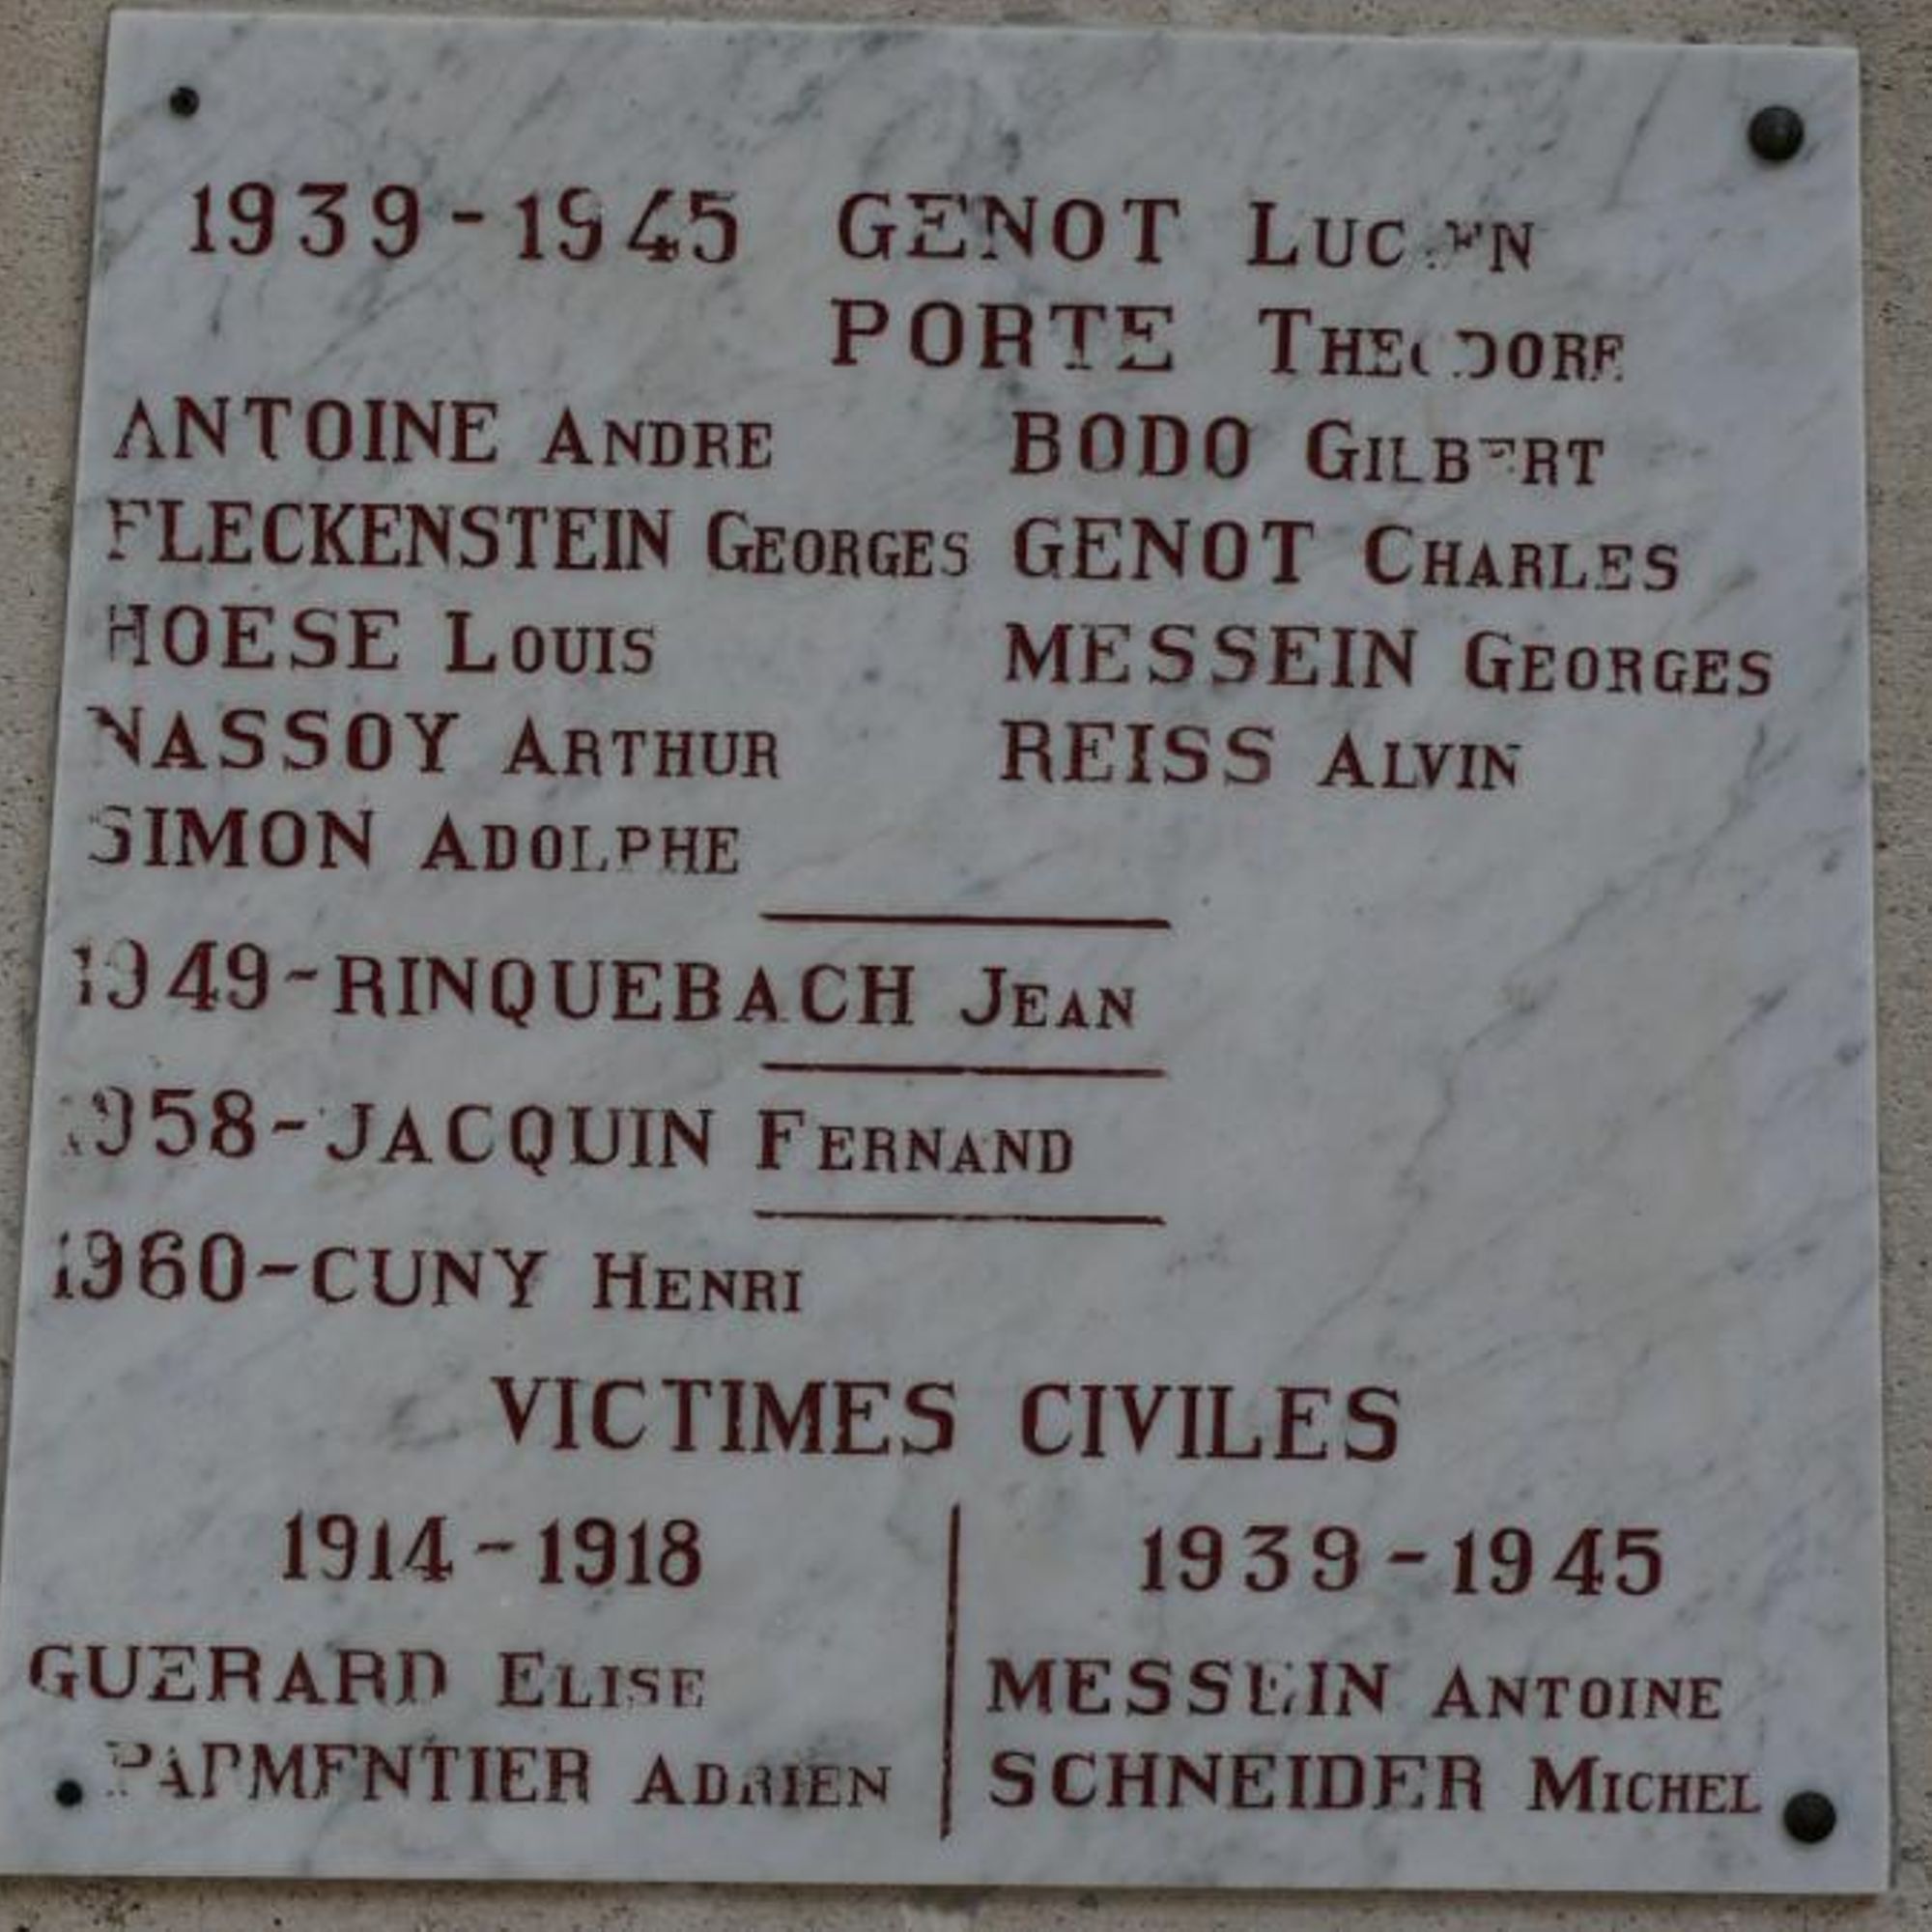 1939-1945 GENOT LUCIEN
PORTE THEODORE
ANTOINE ANDRE BODO GILBERT
FLECKENSTEIN GEORGES GENOT CHARLES
HOESE LOUIS MESSEIN GEORGES
NASSOY ARTHUR REISS ALVIN
SIMON ADOLPHE
1949-RINQUEBACH JEAN
1958-JACQUIN FERNAND
1960-CUNY HENRI
VICTIMES CIVILES
1914-1918
GUERARD ELISE
PARMENTIER ADRIEN
1939-1945
MESSEIN ANTOINE
SCHNEIDER MICHEL